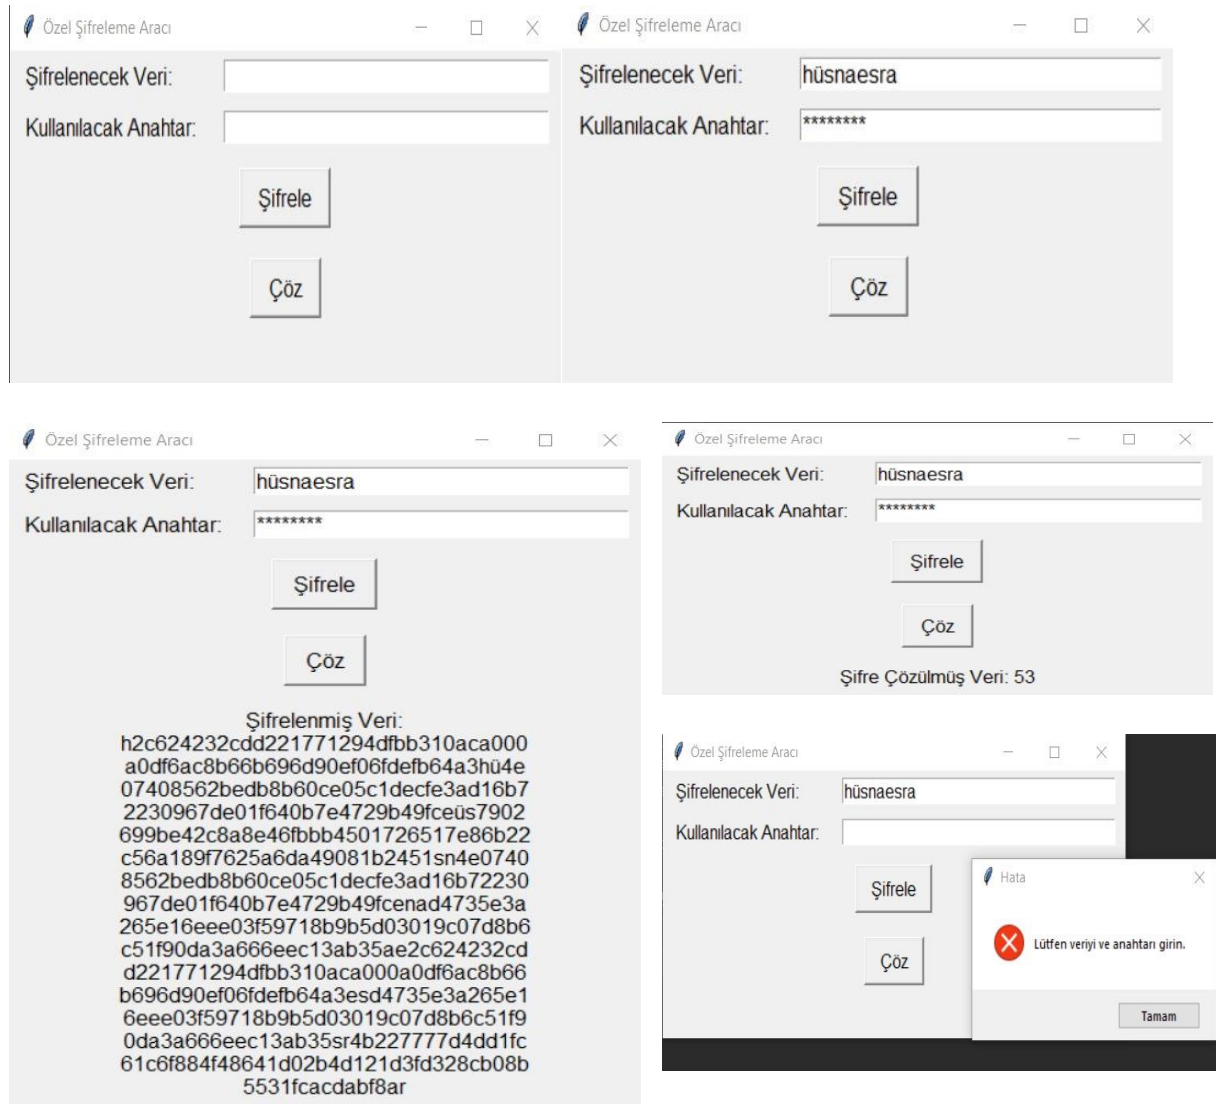 Özel Şifreleme Aracı
Şifrelenecek Veri:
Kullanılacak Anahtar:
Şifrele
Çöz
Özel Şifreleme Aracı
Şifrelenecek Veri: hüsnaesra
Kullanılacak Anahtar: ********
Şifrele
Çöz
Özel Şifreleme Aracı
Şifrelenecek Veri: hüsnaesra
Kullanılacak Anahtar: ********
Şifrele
Çöz
Şifrelenmiş Veri:
h2c624232cdd221771294dfbb310aca000
a0df6ac8b66b696d90ef06fdefb64a3hü4e
07408562bedb8b60ce05c1decfe3ad16b7
2230967de01f640b7e4729b49fceüs7902
699be42c8a8e46fbbb4501726517e86b22
c56a189f7625a6da49081b2451sn4e0740
8562bedb8b60ce05c1decfe3ad16b72230
967de01f640b7e4729b49fcenad4735e3a
265e16eee03f59718b9b5d03019c07d8b6
c51f90da3a666eec13ab35ae2c624232cd
d221771294dfbb310aca000a0df6ac8b66
b696d90ef06fdefb64a3esd4735e3a265e1
6eee03f59718b9b5d03019c07d8b6c51f9
0da3a666eec13ab35sr4b227777d4dd1fc
61c6f884f48641d02b4d121d3fd328cb08b
5531fcacdabf8ar
Özel Şifreleme Aracı
Şifrelenecek Veri: hüsnaesra
Kullanılacak Anahtar: ********
Şifrele
Çöz
Şifre Çözülmüş Veri: 53
Özel Şifreleme Aracı
Şifrelenecek Veri: hüsnaesra
Kullanılacak Anahtar:
Şifrele
Çöz
Hata
Lütfen veriyi ve anahtarı girin.
Tamam